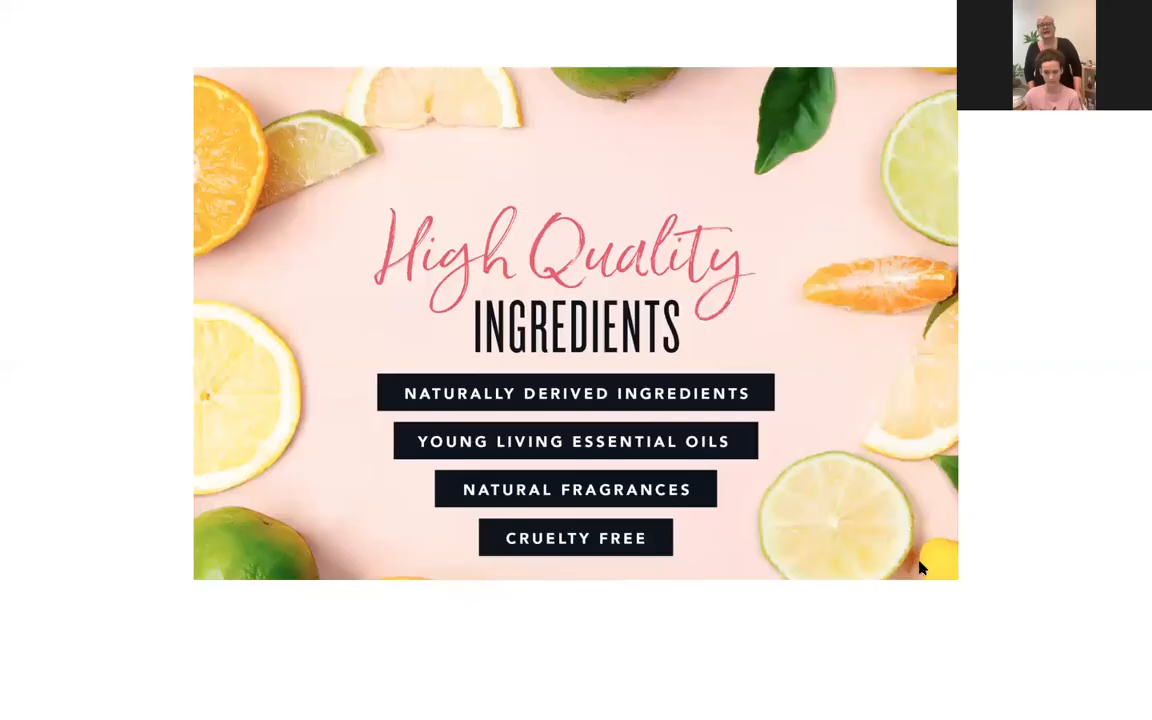 High Quality
INGREDIENTS
NATURALLY DERIVED INGREDIENTS
YOUNG LIVING ESSENTIAL OILS
NATURAL FRAGRANCES
CRUELTY FREE